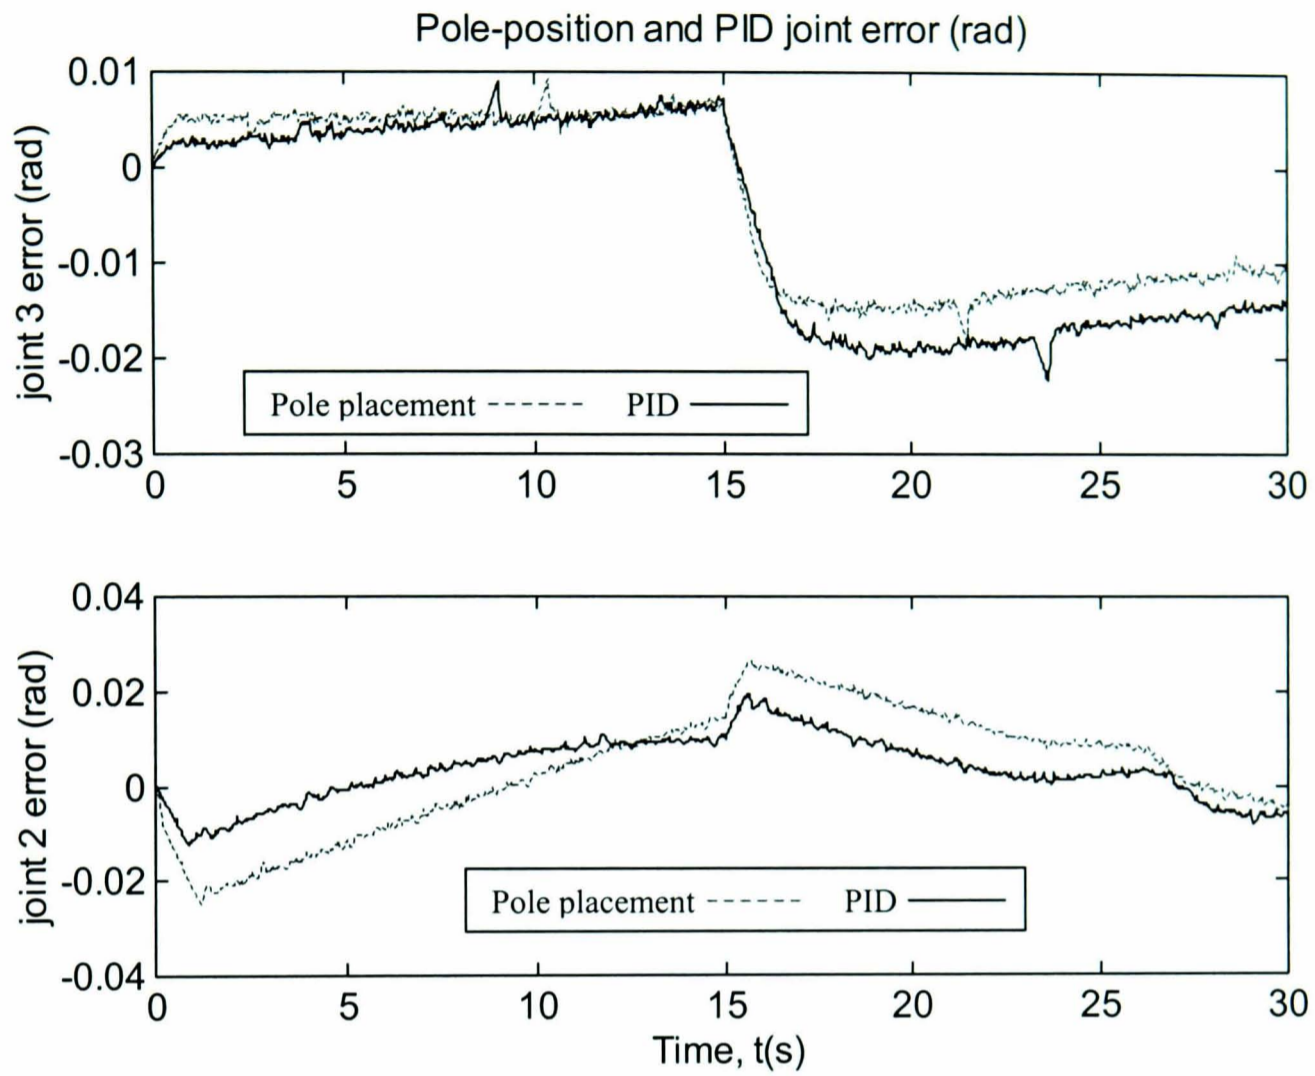 Pole-position and PID joint error (rad)
joint 3 error (rad)
0.01
0
-0.01
-0.02
-0.03
Pole placement PID
0 5 10 15 20 25 30
joint 2 error (rad)
0.04
0.02
0
-0.02
-0.04
Pole placement PID
0 5 10 15 20 25 30
Time, t(s)